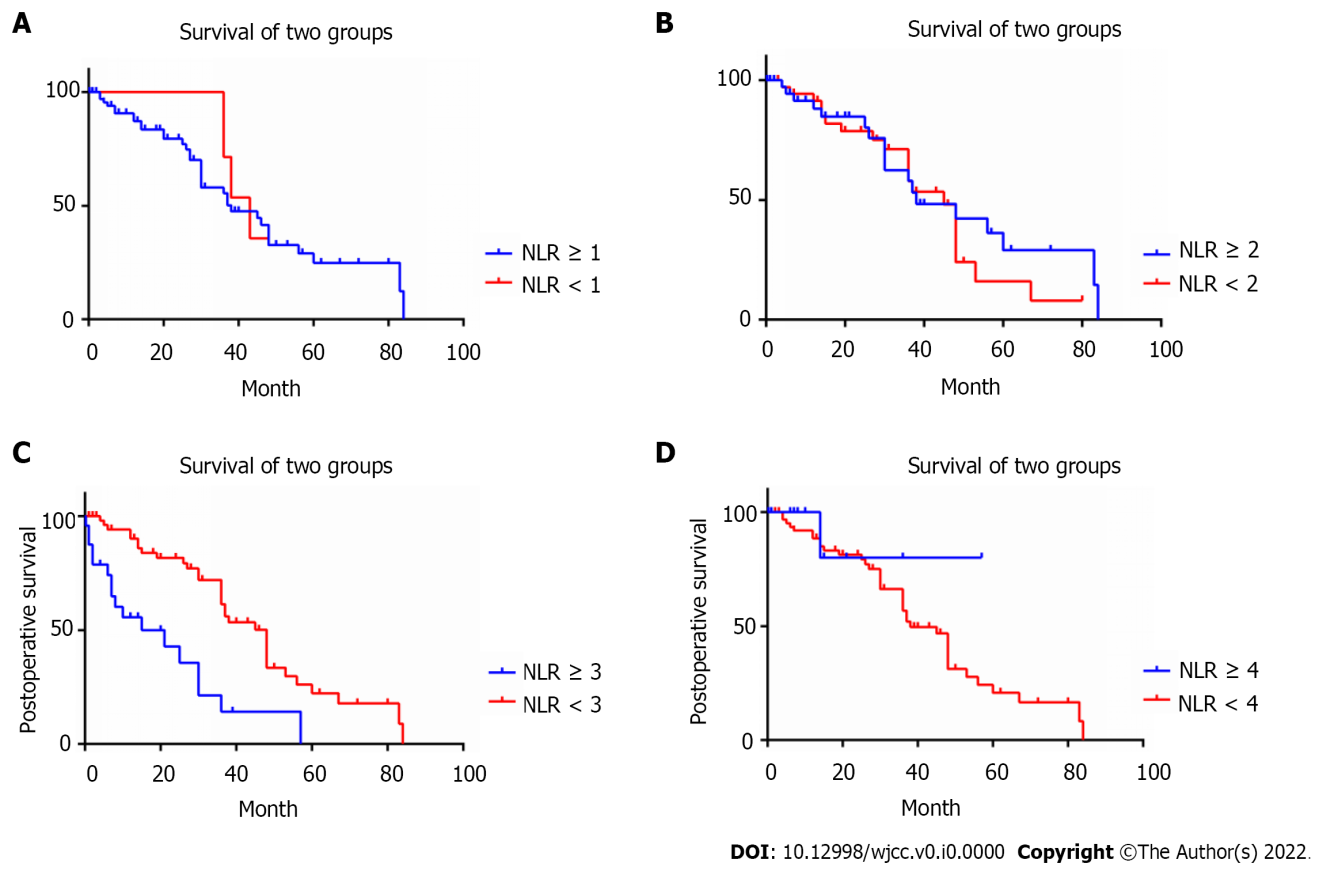 A
Survival of two groups
100
50
0
0 20 40 60 80 100
Month
NLR ≥ 1
NLR < 1
B
Survival of two groups
100
50
0
0 20 40 60 80 100
Month
NLR ≥ 2
NLR < 2
C
Survival of two groups
Postoperative survival
100
50
0
0 20 40 60 80 100
Month
NLR ≥ 3
NLR < 3
D
Survival of two groups
Postoperative survival
100
50
0
0 20 40 60 80 100
Month
NLR ≥ 4
NLR < 4
DOI: 10.12998/wjcc.v0.i0.0000 Copyright ©The Author(s) 2022.